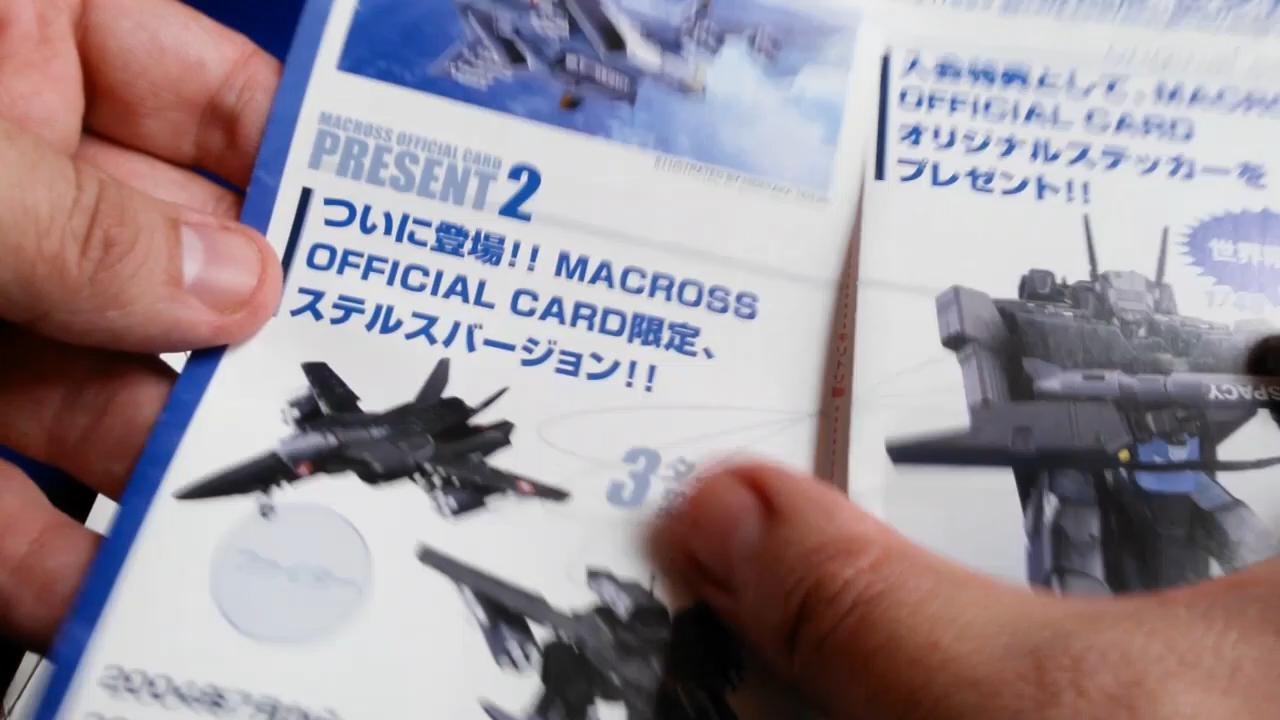 MACROSS OFFICIAL CARD
PRESENT 2
ついに登場!! MACROSS
OFFICIAL CARD限定、
ステルスバージョン!!
3名
入会特典として、MACRO
OFFICIAL CARD
オリジナルステッカーを
プレゼント!!
世界
SPACY